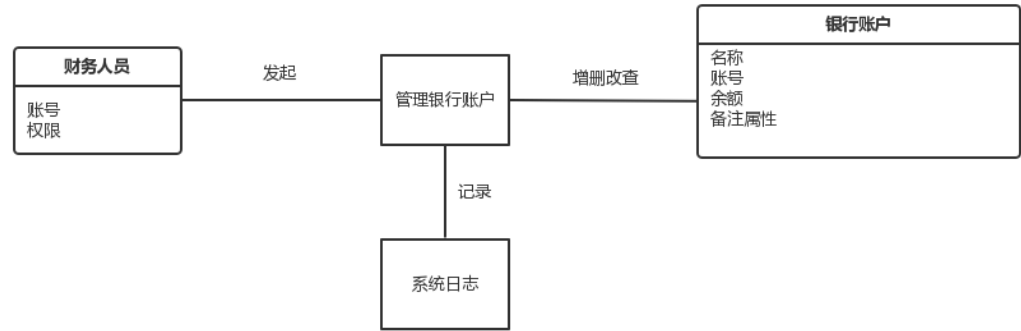 银行账户
财务人员
发起
增删改查
名称
账号
余额
备注属性
管理银行账户
账号
权限
记录
系统日志